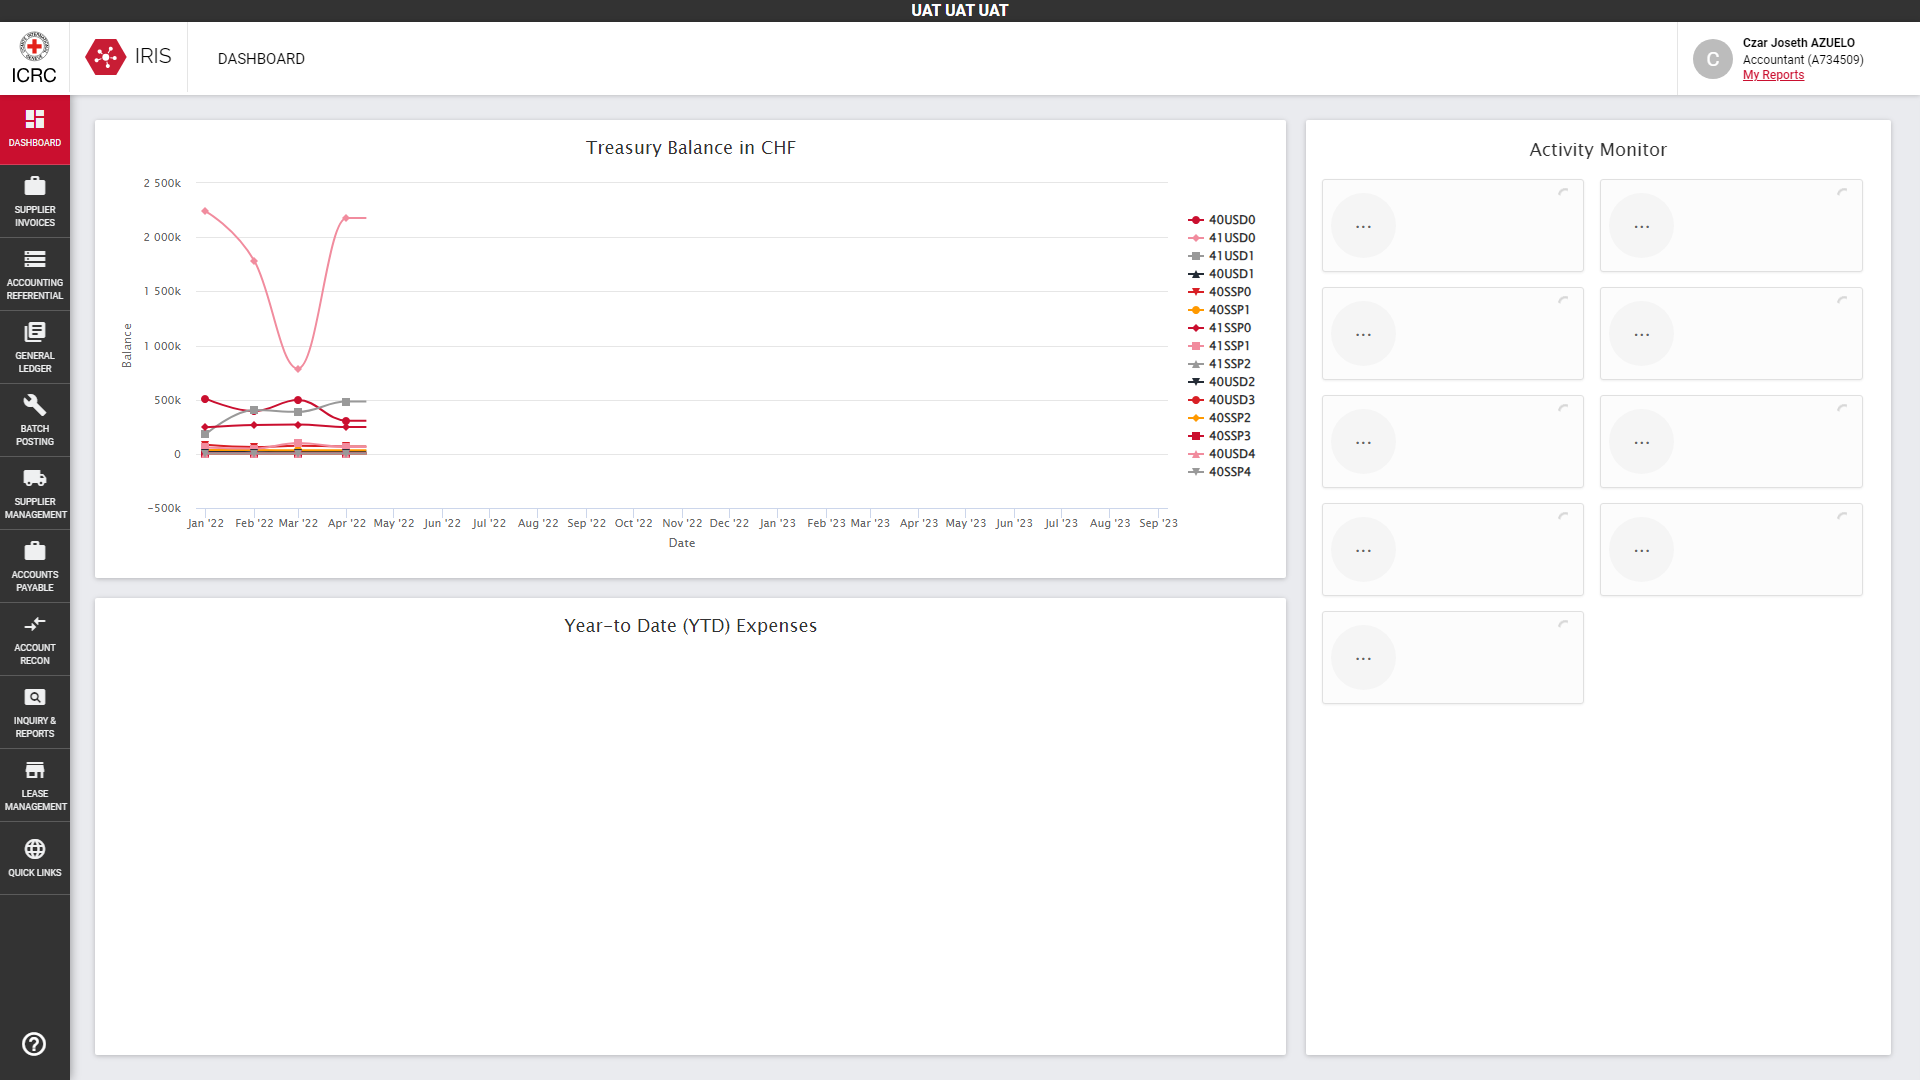 UAT UAT UAT
ICRC
IRIS
DASHBOARD
C
Czar Joseth AZUELO
Accountant (A734509)
My Reports
DASHBOARD
SUPPLIER
INVOICES
ACCOUNTING
REFERENTIAL
GENERAL
LEDGER
BATCH
POSTING
SUPPLIER
MANAGEMENT
ACCOUNTS
PAYABLE
ACCOUNT
RECON
INQUIRY &
REPORTS
LEASE
MANAGEMENT
QUICK LINKS
Treasury Balance in CHF
2 500k
2 000k
1 500k
1 000k
500k
0
−500k
Balance
Jan '22 Feb '22 Mar '22 Apr '22 May '22 Jun '22 Jul '22 Aug '22 Sep '22 Oct '22 Nov '22 Dec '22 Jan '23 Feb '23 Mar '23 Apr '23 May '23 Jun '23 Jul '23 Aug '23 Sep '23
Date
40USD0
41USD0
41USD1
40USD1
40SSP0
40SSP1
41SSP0
41SSP1
41SSP2
40USD2
40USD3
40SSP2
40SSP3
40USD4
40SSP4
Year-to Date (YTD) Expenses
Activity Monitor
... ...
... ...
... ...
... ...
...